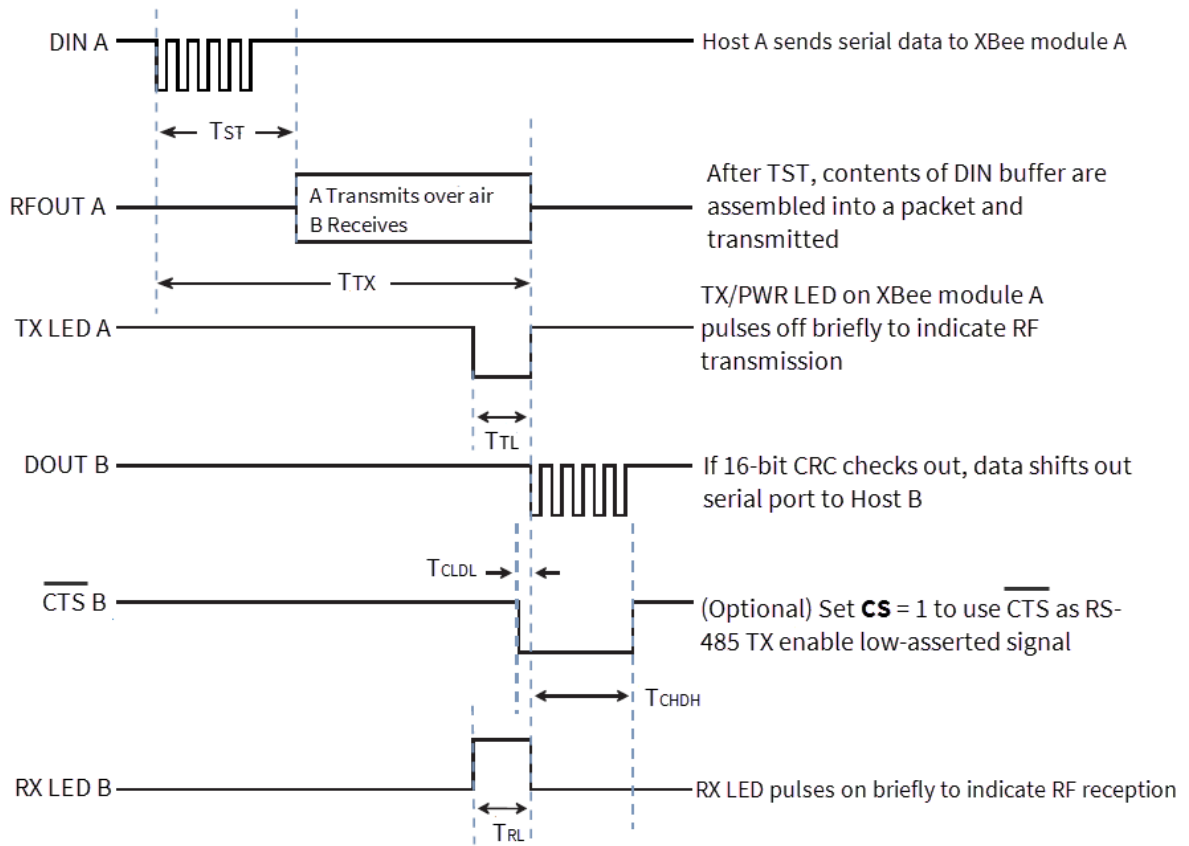 DIN A
Host A sends serial data to XBee module A
TST
RFOUT A
A Transmits over air
B Receives
After TST, contents of DIN buffer are
assembled into a packet and
transmitted
TTX
TX LED A
TX/PWR LED on XBee module A
pulses off briefly to indicate RF
transmission
TTL
DOUT B
If 16-bit CRC checks out, data shifts out
serial port to Host B
TCLDL
CTS B
(Optional) Set CS = 1 to use CTS as RS-
485 TX enable low-asserted signal
TCHDH
RX LED B
RX LED pulses on briefly to indicate RF reception
TRL